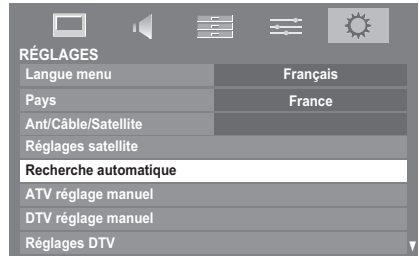 RÉGLAGES
Langue menu Français
Pays France
Ant/Câble/Satellite
Réglages satellite
Recherche automatique
ATV réglage manuel
DTV réglage manuel
Réglages DTV